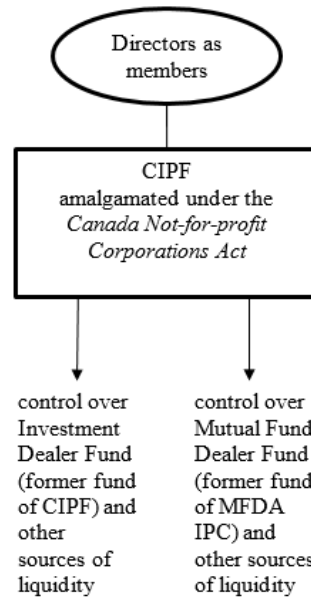 Directors as
members
CIPF
amalgamated under the
Canada Not-for-profit
Corporations Act
control over
Investment
Dealer Fund
(former fund
of CIPF) and
other
sources of
liquidity
control over
Mutual Fund
Dealer Fund
(former fund
of MFDA
IPC) and
other sources
of liquidity